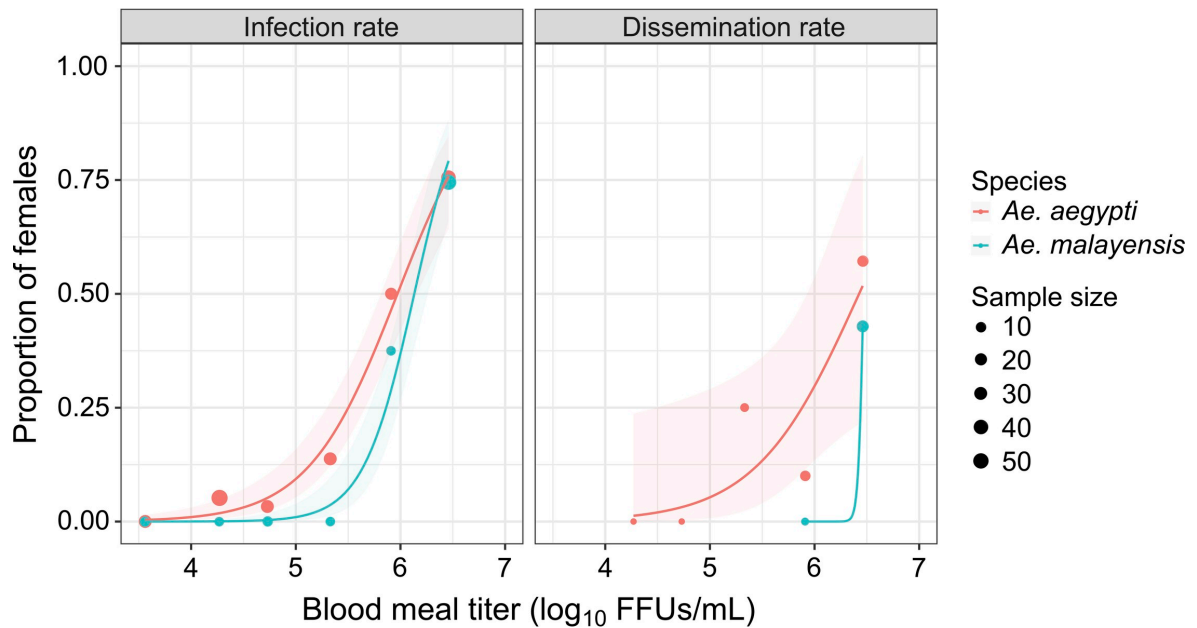 Infection rate
Dissemination rate
Proportion of females
1.00
0.75
0.50
0.25
0.00
4
5
6
7
4
5
6
7
Blood meal titer (log₁₀ FFUs/mL)
Species
Ae. aegypti
Ae. malayensis
Sample size
10
20
30
40
50